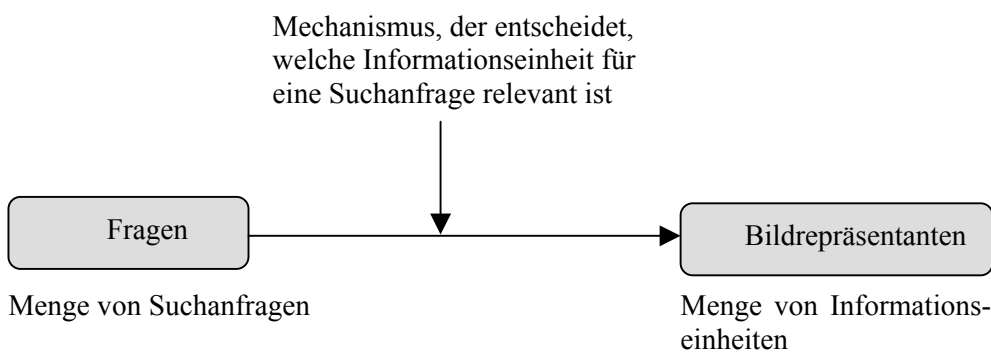 Mechanismus, der entscheidet,
welche Informationseinheit für
eine Suchanfrage relevant ist
Fragen
Bildrepräsentanten
Menge von Suchanfragen
Menge von Informations-
einheiten